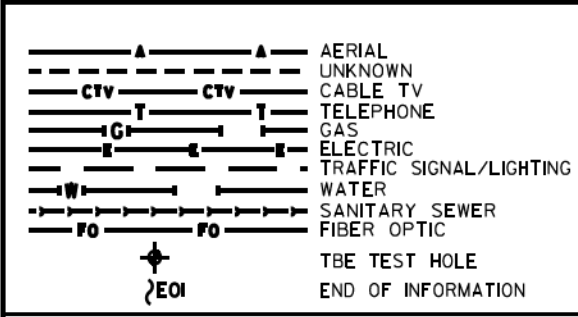 A A AERIAL
UNKNOWN
CTV CTV CABLE TV
T T TELEPHONE
G GAS
E E E ELECTRIC
TRAFFIC SIGNAL/LIGHTING
W WATER
SANITARY SEWER
FO FO FIBER OPTIC
TBE TEST HOLE
EOI END OF INFORMATION